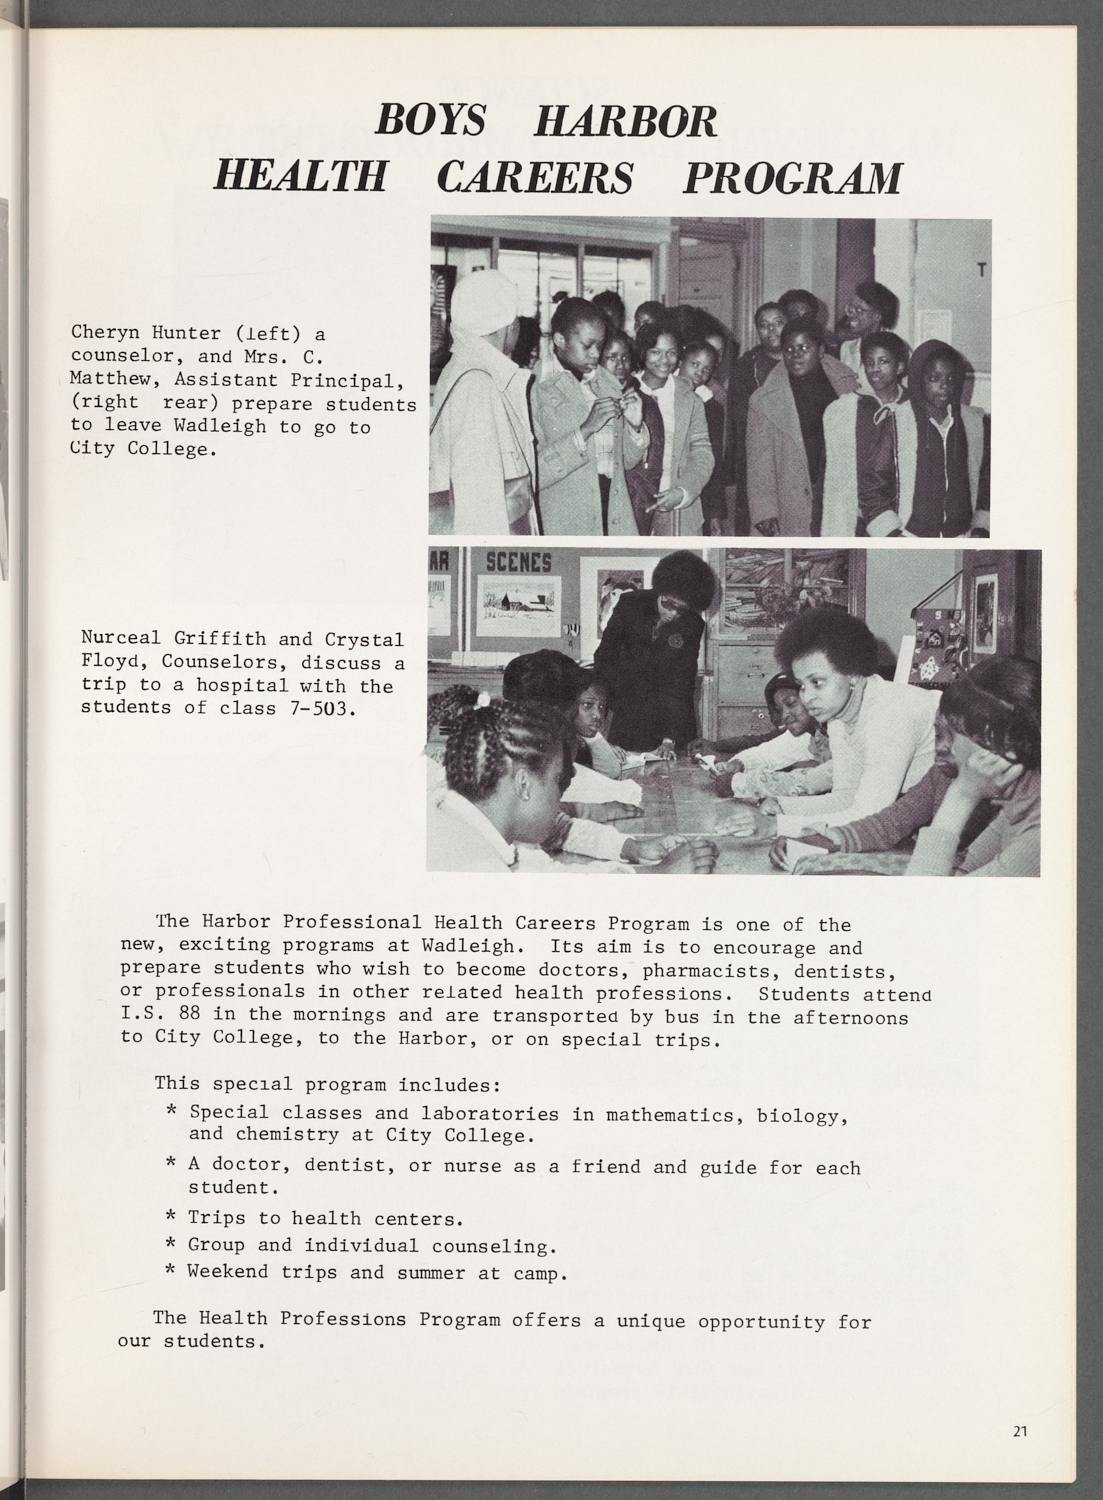 BOYS HARBOR
HEALTH CAREERS PROGRAM
T
Cheryn Hunter (left) a
counselor, and Mrs. C.
Matthew, Assistant Principal,
(right rear) prepare students
to leave Wadleigh to go to
City College.
AR SCENES
Nurceal Griffith and Crystal
Floyd, Counselors, discuss a
trip to a hospital with the
students of class 7-503.
The Harbor Professional Health Careers Program is one of the
new, exciting programs at Wadleigh. Its aim is to encourage and
prepare students who wish to become doctors, pharmacists, dentists,
or professionals in other related health professions. Students attend
I.S. 88 in the mornings and are transported by bus in the afternoons
to City College, to the Harbor, or on special trips.
This special program includes:
* Special classes and laboratories in mathematics, biology,
and chemistry at City College.
* A doctor, dentist, or nurse as a friend and guide for each
student.
* Trips to health centers.
* Group and individual counseling.
* Weekend trips and summer at camp.
The Health Professions Program offers a unique opportunity for
our students.
21